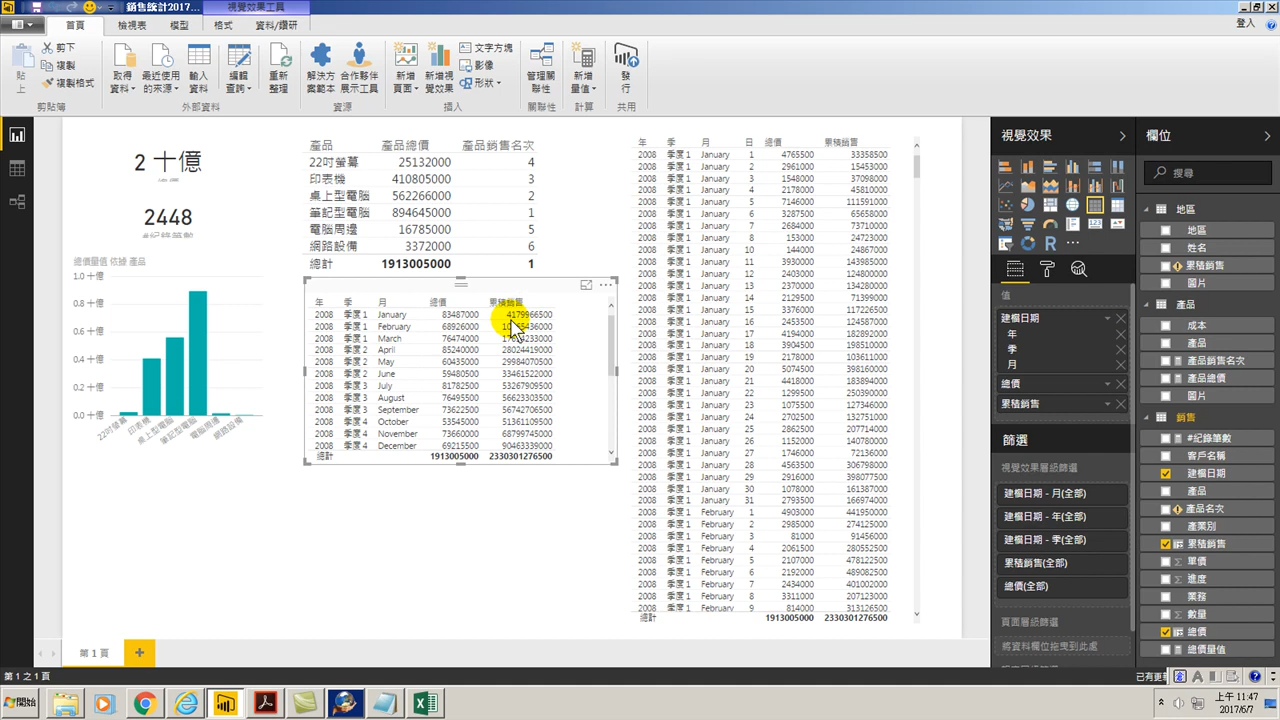 銷售統計2017...
視覺效果工具
首頁 檢視表 模型 格式 資料/鑽研
登入
貼上
剪下
複製
複製格式
取得資料
最近使用的來源
輸入資料
編輯查詢
重新整理
解決方案範本
合作夥伴展示工具
新增頁面
新增視覺效果
文字方塊
影像
形狀
管理關聯性
新增量值
發行
剪貼簿 外部資料 資源 插入 關聯性 計算 共用
2 十億
2448
#紀錄筆數
總價量值 依據 產品
1.0 十億
0.8 十億
0.6 十億
0.4 十億
0.2 十億
0.0 十億
22吋螢幕 印表機 桌上型電腦 筆記型電腦 電腦周邊 網路設備
產品 產品總價 產品銷售名次
22吋螢幕 25132000 4
印表機 410805000 3
桌上型電腦 562266000 2
筆記型電腦 894645000 1
電腦周邊 16785000 5
網路設備 3372000 6
總計 1913005000 1
年 季 月 總價 累積銷售
2008 季度 1 January 83487000 4179966500
2008 季度 1 February 68926000
2008 季度 1 March 76474000
2008 季度 2 April 85240000 28024419000
2008 季度 2 May 60435000 29984070500
2008 季度 2 June 59480500 33461522000
2008 季度 3 July 81782500 53267909500
2008 季度 3 August 76495500 56623303500
2008 季度 3 September 73622500 56742706500
2008 季度 4 October 53545000 51361109500
2008 季度 4 November 73660000 68799745000
2008 季度 4 December 69215500 90463339000
總計 1913005000 2330301276500
年 季 月 日 總價 累積銷售
2008 季度 1 January 1 4765500 33358500
2008 季度 1 January 2 2961000 15453000
2008 季度 1 January 3 1548000 37098000
2008 季度 1 January 4 2178000 45810000
2008 季度 1 January 5 7146000 111591000
2008 季度 1 January 6 3287500 65658000
2008 季度 1 January 7 2684000 73710000
2008 季度 1 January 8 153000 24723000
2008 季度 1 January 10 144000 24867000
2008 季度 1 January 11 3930000 143985000
2008 季度 1 January 12 2403000 124800000
2008 季度 1 January 13 2370000 134280000
2008 季度 1 January 14 2129500 71399000
2008 季度 1 January 15 3376000 117226500
2008 季度 1 January 16 2453500 124587000
2008 季度 1 January 17 4194000 182892000
2008 季度 1 January 18 3904500 198510000
2008 季度 1 January 19 2178000 103611000
2008 季度 1 January 20 5074500 398160000
2008 季度 1 January 21 4418000 183894000
2008 季度 1 January 22 1299500 250390000
2008 季度 1 January 23 1075500 127346000
2008 季度 1 January 24 2702500 132751000
2008 季度 1 January 25 2862500 207714000
2008 季度 1 January 26 1152000 140780000
2008 季度 1 January 27 1746000 72136000
2008 季度 1 January 28 4563500 306798000
2008 季度 1 January 29 2916000 398077500
2008 季度 1 January 30 1078000 161387000
2008 季度 1 January 31 2793500 166974000
2008 季度 1 February 1 4903000 441950000
2008 季度 1 February 2 2985000 274125000
2008 季度 1 February 3 81000 91456000
2008 季度 1 February 4 2061500 280552500
2008 季度 1 February 5 2107000 478122500
2008 季度 1 February 6 2192000 489082500
2008 季度 1 February 7 2434000 401002000
2008 季度 1 February 8 3311000 207123000
2008 季度 1 February 9 814000 313126500
總計 1913005000 2330301276500
視覺效果
R
值
建檔日期
年
季
月
總價
累積銷售
篩選
視覺效果層級篩選
建檔日期 - 月(全部)
建檔日期 - 年(全部)
建檔日期 - 季(全部)
累積銷售(全部)
總價(全部)
頁面層級篩選
將資料欄位拖曳到此處
欄位
搜尋
地區
地區
姓名
累積銷售
圖片
產品
成本
產品
產品銷售名次
產品總價
圖片
銷售
#紀錄筆數
客戶名稱
建檔日期
產品
產品名次
產業別
累積銷售
單價
進度
業務
數量
總價
總價量值
第 1 頁
第 1 之 1 頁
已有更新
開始
上午 11:47
2017/6/7